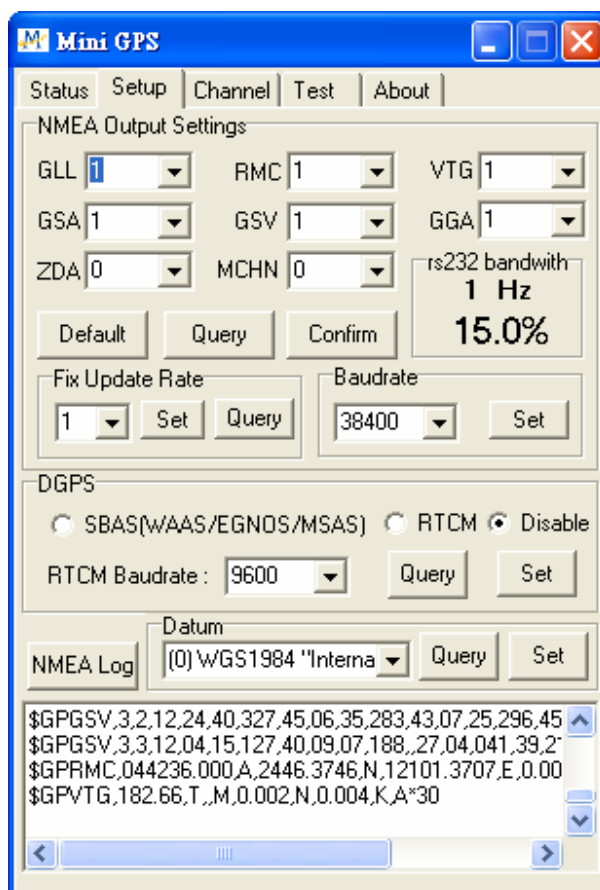 Mini GPS
Status Setup Channel Test About
NMEA Output Settings
GLL 1 RMC 1 VTG 1
GSA 1 GSV 1 GGA 1
ZDA 0 MCHN 0
rs232 bandwith
1 Hz
15.0%
Default Query Confirm
Fix Update Rate
1 Set Query
Baudrate
38400 Set
DGPS
SBAS(WAAS/EGNOS/MSAS) RTCM Disable
RTCM Baudrate : 9600 Query Set
NMEA Log
Datum
(0) WGS1984 "Interna Query Set
$GPGSV,3,2,12,24,40,327,45,06,35,283,43,07,25,296,45
$GPGSV,3,3,12,04,15,127,40,09,07,188,,27,04,041,39,2
$GPRMC,044236.000,A,2446.3746,N,12101.3707,E,0.00
$GPVTG,182.66,T,,M,0.002,N,0.004,K,A*30